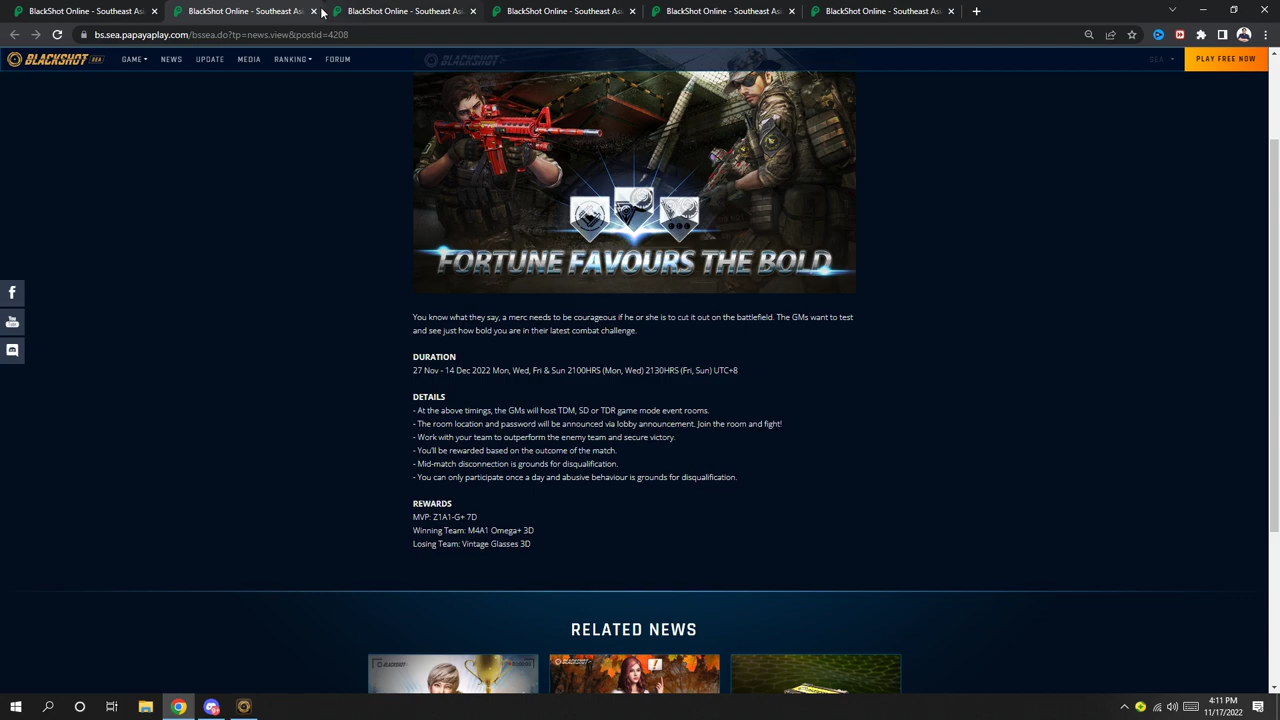 BlackShot - Southeast As
BlackShot - Southeast As
BlackShot - Southeast Asi
BlackShot - Southeast As
BlackShot - Southeast As
BlackShot - Southeast As
bs.sea.papayaplay.com/bssea.do?tp=news.view&postid=4208
BLACKSHOT SEA
GAME
NEWS
UPDATE
MEDIA
RANKING
FORUM
BLACKSHOT
SEA
PLAY FREE NOW
FORTUNE FAVOURS THE BOLD
You know what they say, a merc needs to be courageous if he or she is to cut it out on the battlefield. The GMs want to test
and see just how bold you are in their latest combat challenge.
DURATION
27 Nov - 14 Dec 2022 Mon, Wed, Fri & Sun 2100HRS (Mon, Wed) 2130HRS (Fri, Sun) UTC+8
DETAILS
- At the above timings, the GMs will host TDM, SD or TDR game mode event rooms.
- The room location and password will be announced via lobby announcement. Join the room and fight!
- Work with your team to outperform the enemy team and secure victory.
- You'll be rewarded based on the outcome of the match.
- Mid-match disconnection is grounds for disqualification.
- You can only participate once a day and abusive behaviour is grounds for disqualification.
REWARDS
MVP: Z1A1-G+ 7D
Winning Team: M4A1 Omega+ 3D
Losing Team: Vintage Glasses 3D
RELATED NEWS
BLACKSHOT
BLACKSHOT
4:11 PM
11/17/2022